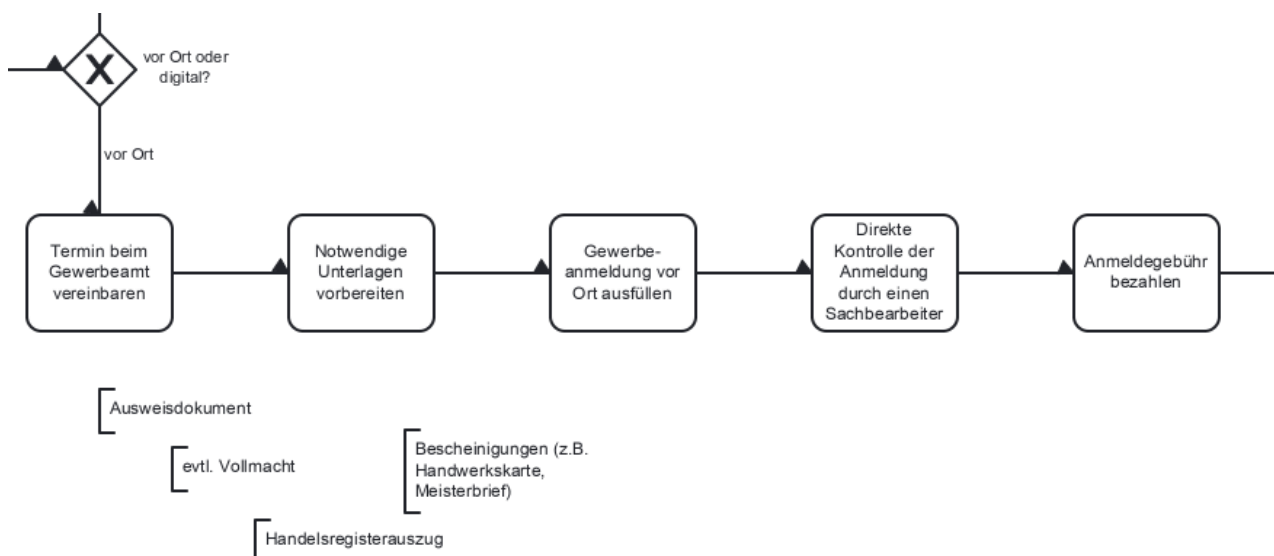 vor Ort oder
digital?
vor Ort
Termin beim
Gewerbeamt
vereinbaren
Notwendige
Unterlagen
vorbereiten
Gewerbe-
anmeldung vor
Ort ausfüllen
Direkte
Kontrolle der
Anmeldung
durch einen
Sachbearbeiter
Anmeldegebühr
bezahlen
Ausweisdokument
evtl. Vollmacht
Bescheinigungen (z.B.
Handwerkskarte,
Meisterbrief)
Handelsregisterauszug